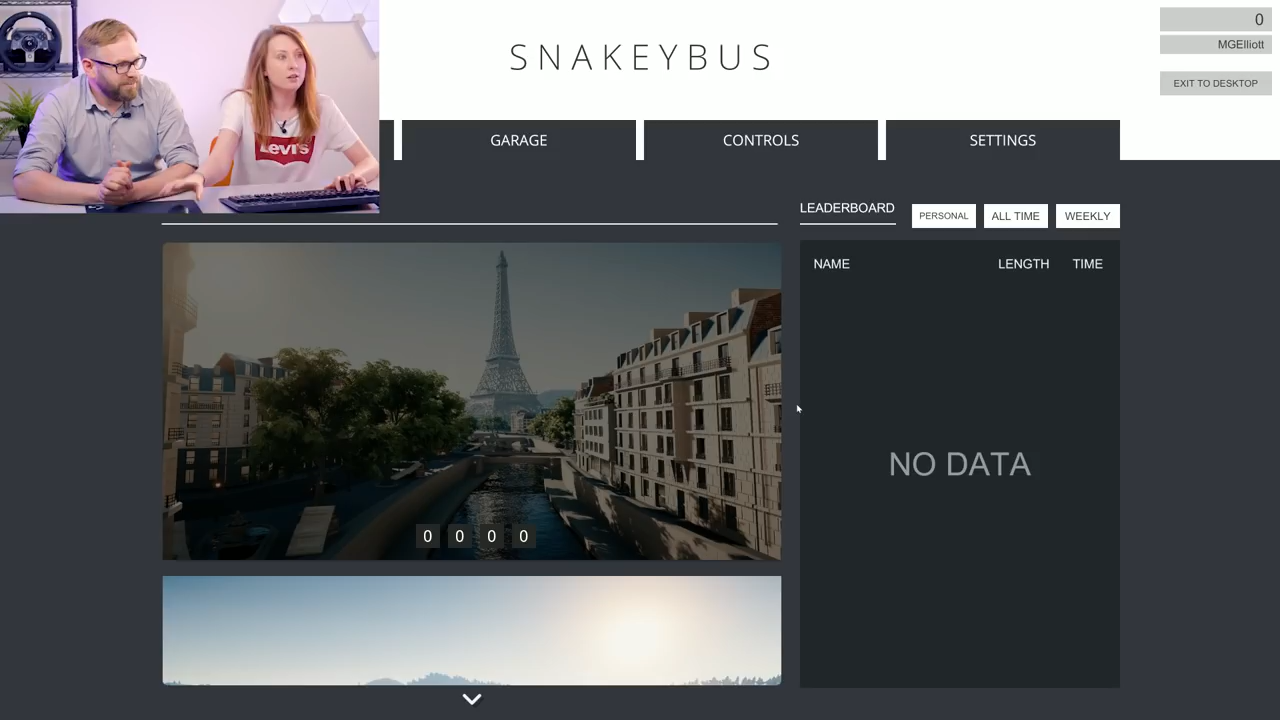 SNAKEYBUS
0
MGElliott
EXIT TO DESKTOP
GARAGE
CONTROLS
SETTINGS
Levi's
LEADERBOARD
PERSONAL
ALL TIME
WEEKLY
NAME
LENGTH
TIME
NO DATA
0 0 0 0